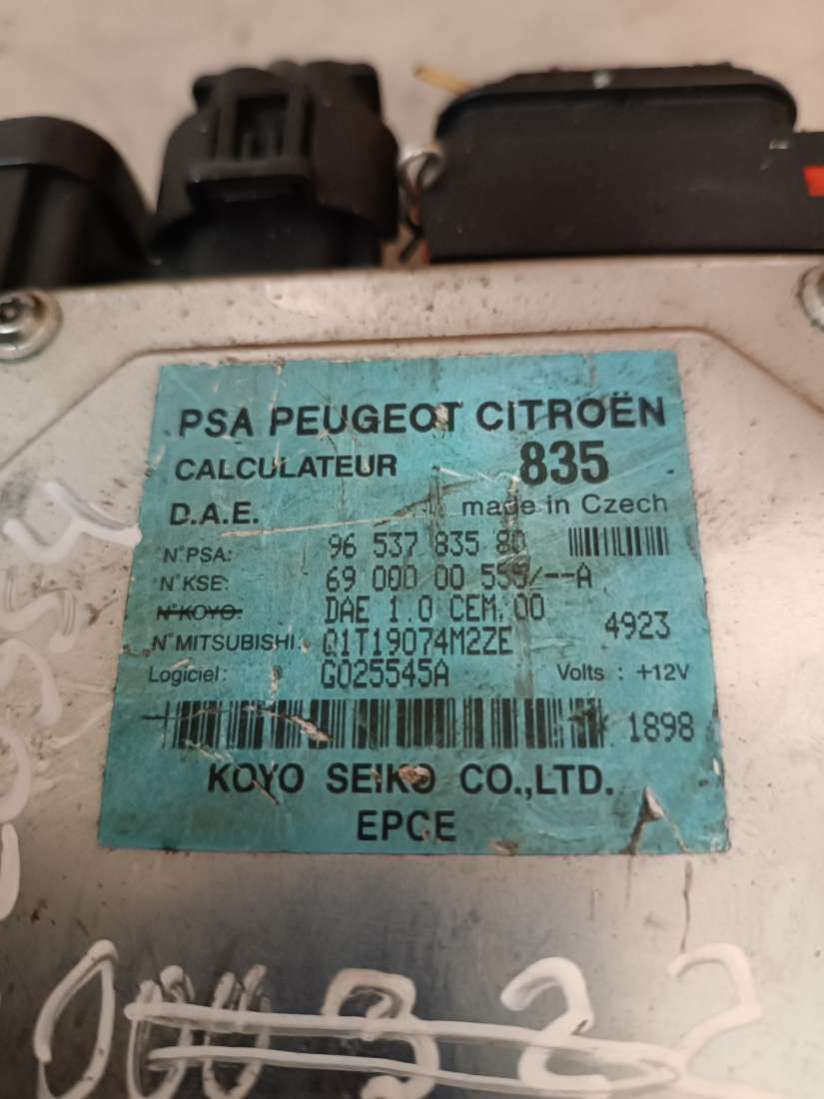 PSA PEUGEOT CITROËN
CALCULATEUR 835
D.A.E. made in Czech
N°PSA: 96 537 835 80
N°KSE: 69 000 00 555/--A
N°KOYO: DAE 1.0 CEM.00 4923
N°MITSUBISHI: Q1T19074M2ZE
Logiciel: G025545A Volts : +12V
1898
KOYO SEIKO CO.,LTD.
EPCE